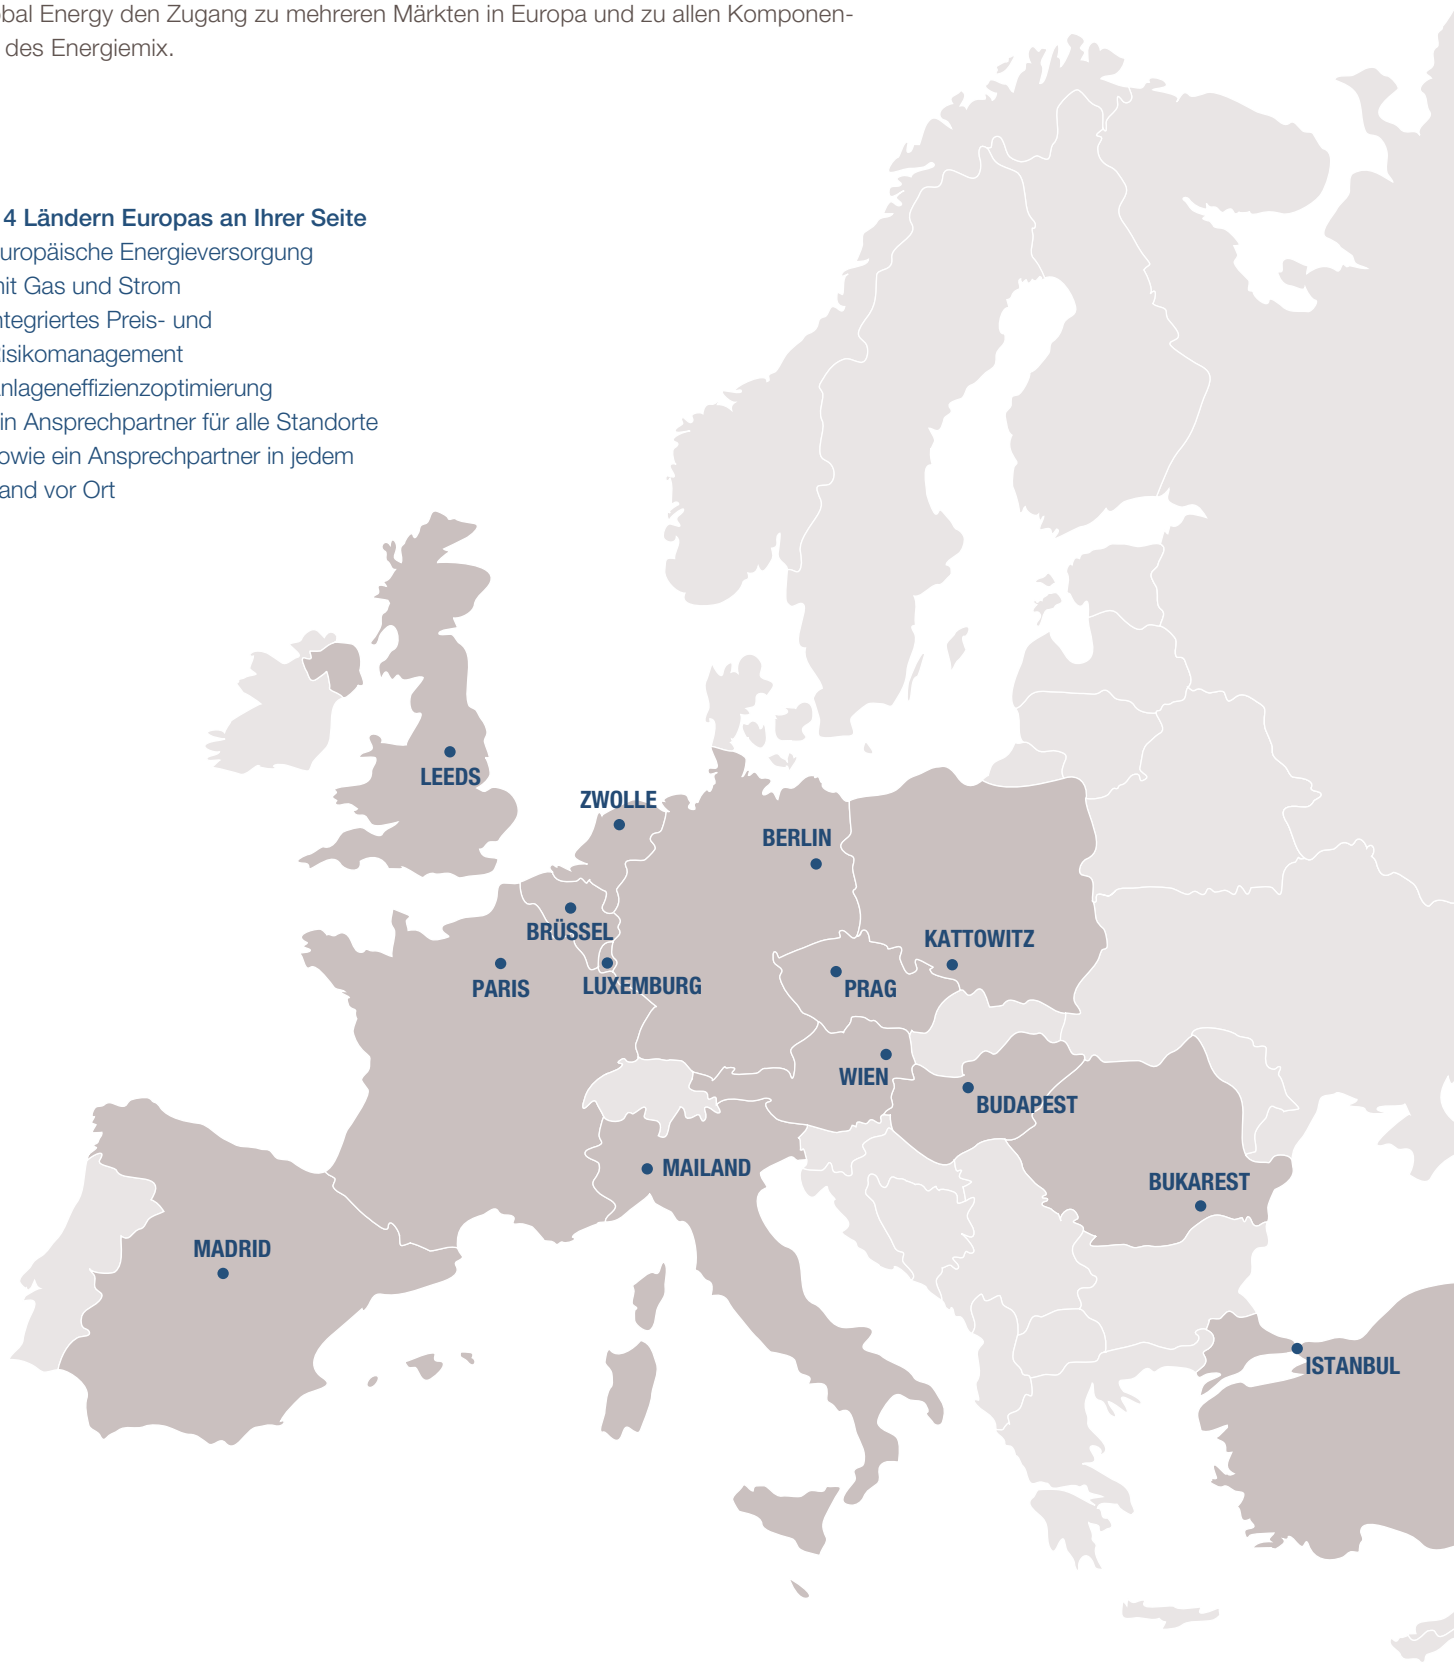 bal Energy den Zugang zu mehreren Märkten in Europa und zu allen Komponen-
des Energiemix.
4 Ländern Europas an Ihrer Seite
uropäische Energieversorgung
it Gas und Strom
ntegriertes Preis- und
isikomanagement
nlageneffizienzoptimierung
in Ansprechpartner für alle Standorte
owie ein Ansprechpartner in jedem
and vor Ort
LEEDS
ZWOLLE
BERLIN
BRÜSSEL
KATTOWITZ
PARIS
LUXEMBURG
PRAG
WIEN
BUDAPEST
MAILAND
BUKAREST
MADRID
ISTANBUL